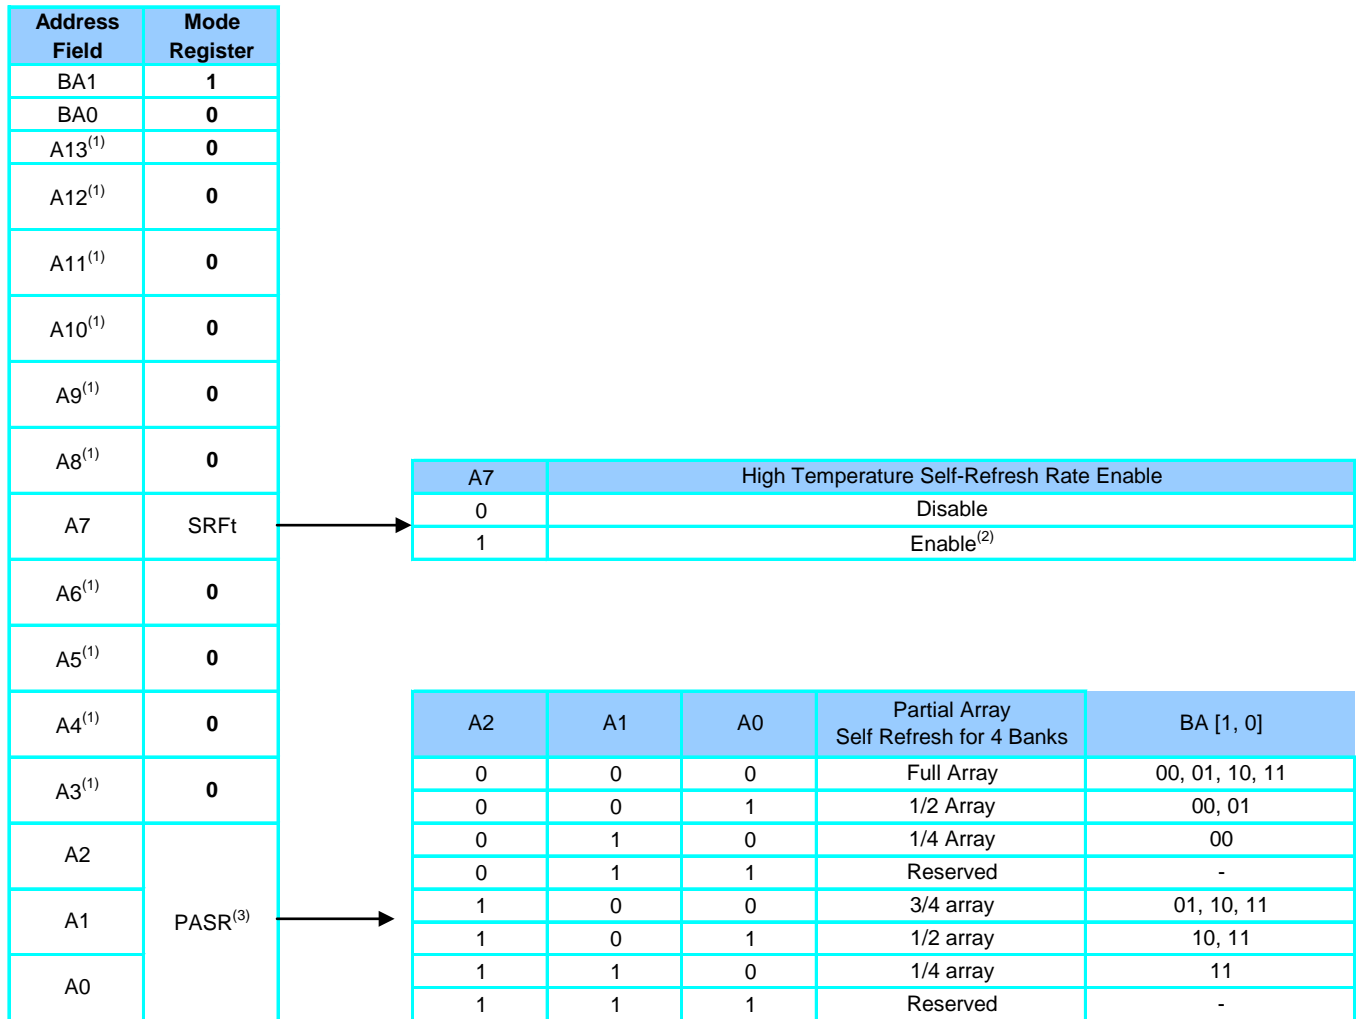 Address Field Mode Register
BA1 1
BA0 0
A13(1) 0
A12(1) 0
A11(1) 0
A10(1) 0
A9(1) 0
A8(1) 0
A7 SRFt
A6(1) 0
A5(1) 0
A4(1) 0
A3(1) 0
A2
A1 PASR(3)
A0
A7 High Temperature Self-Refresh Rate Enable
0 Disable
1 Enable(2)
A2 A1 A0 Partial Array Self Refresh for 4 Banks BA [1, 0]
0 0 0 Full Array 00, 01, 10, 11
0 0 1 1/2 Array 00, 01
0 1 0 1/4 Array 00
0 1 1 Reserved -
1 0 0 3/4 array 01, 10, 11
1 0 1 1/2 array 10, 11
1 1 0 1/4 array 11
1 1 1 Reserved -